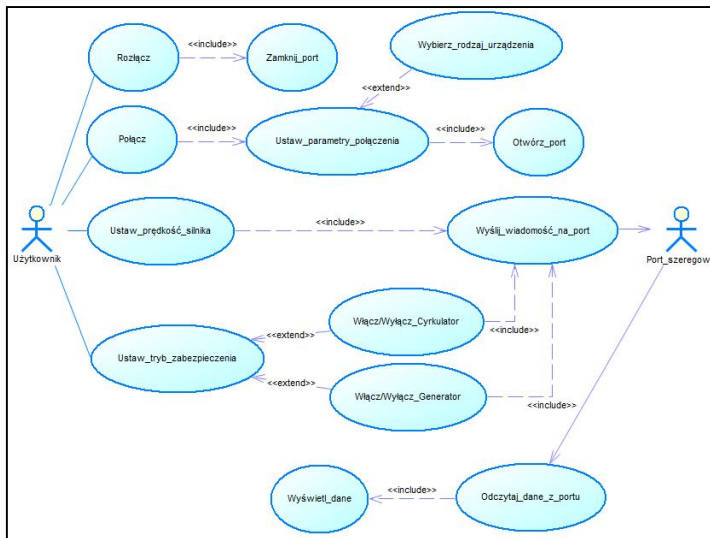 Rozłącz
<<include>>
Zamknij_port
Wybierz_rodzaj_urządzenia
<<extend>>
Połącz
<<include>>
Ustaw_parametry_połączenia
<<include>>
Otwórz_port
Użytkownik
Ustaw_prędkość_silnika
<<include>>
Wyślij_wiadomość_na_port
Port_szeregow
Ustaw_tryb_zabezpieczenia
<<extend>>
Włącz/Wyłącz_Cyrkulator
<<include>>
<<extend>>
Włącz/Wyłącz_Generator
<<include>>
Wyświetl_dane
<<include>>
Odczytaj_dane_z_portu